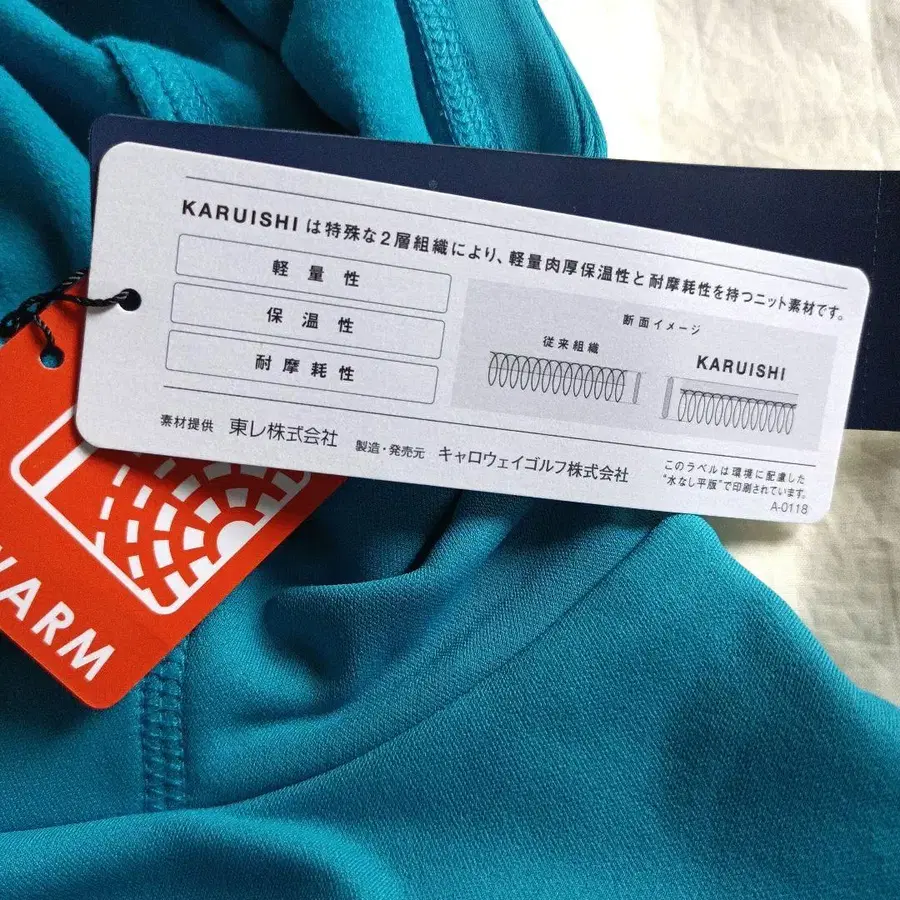 KARUISHIは特殊な2層組織により、軽量肉厚保温性と耐摩耗性を持つニット素材です。
軽量性
保温性
耐摩耗性
断面イメージ
従来組織
KARUISHI
素材提供 東レ株式会社
製造・発売元 キャロウェイゴルフ株式会社
このラベルは環境に配慮した
“水なし平版”で印刷されています。
A-0118
WARM